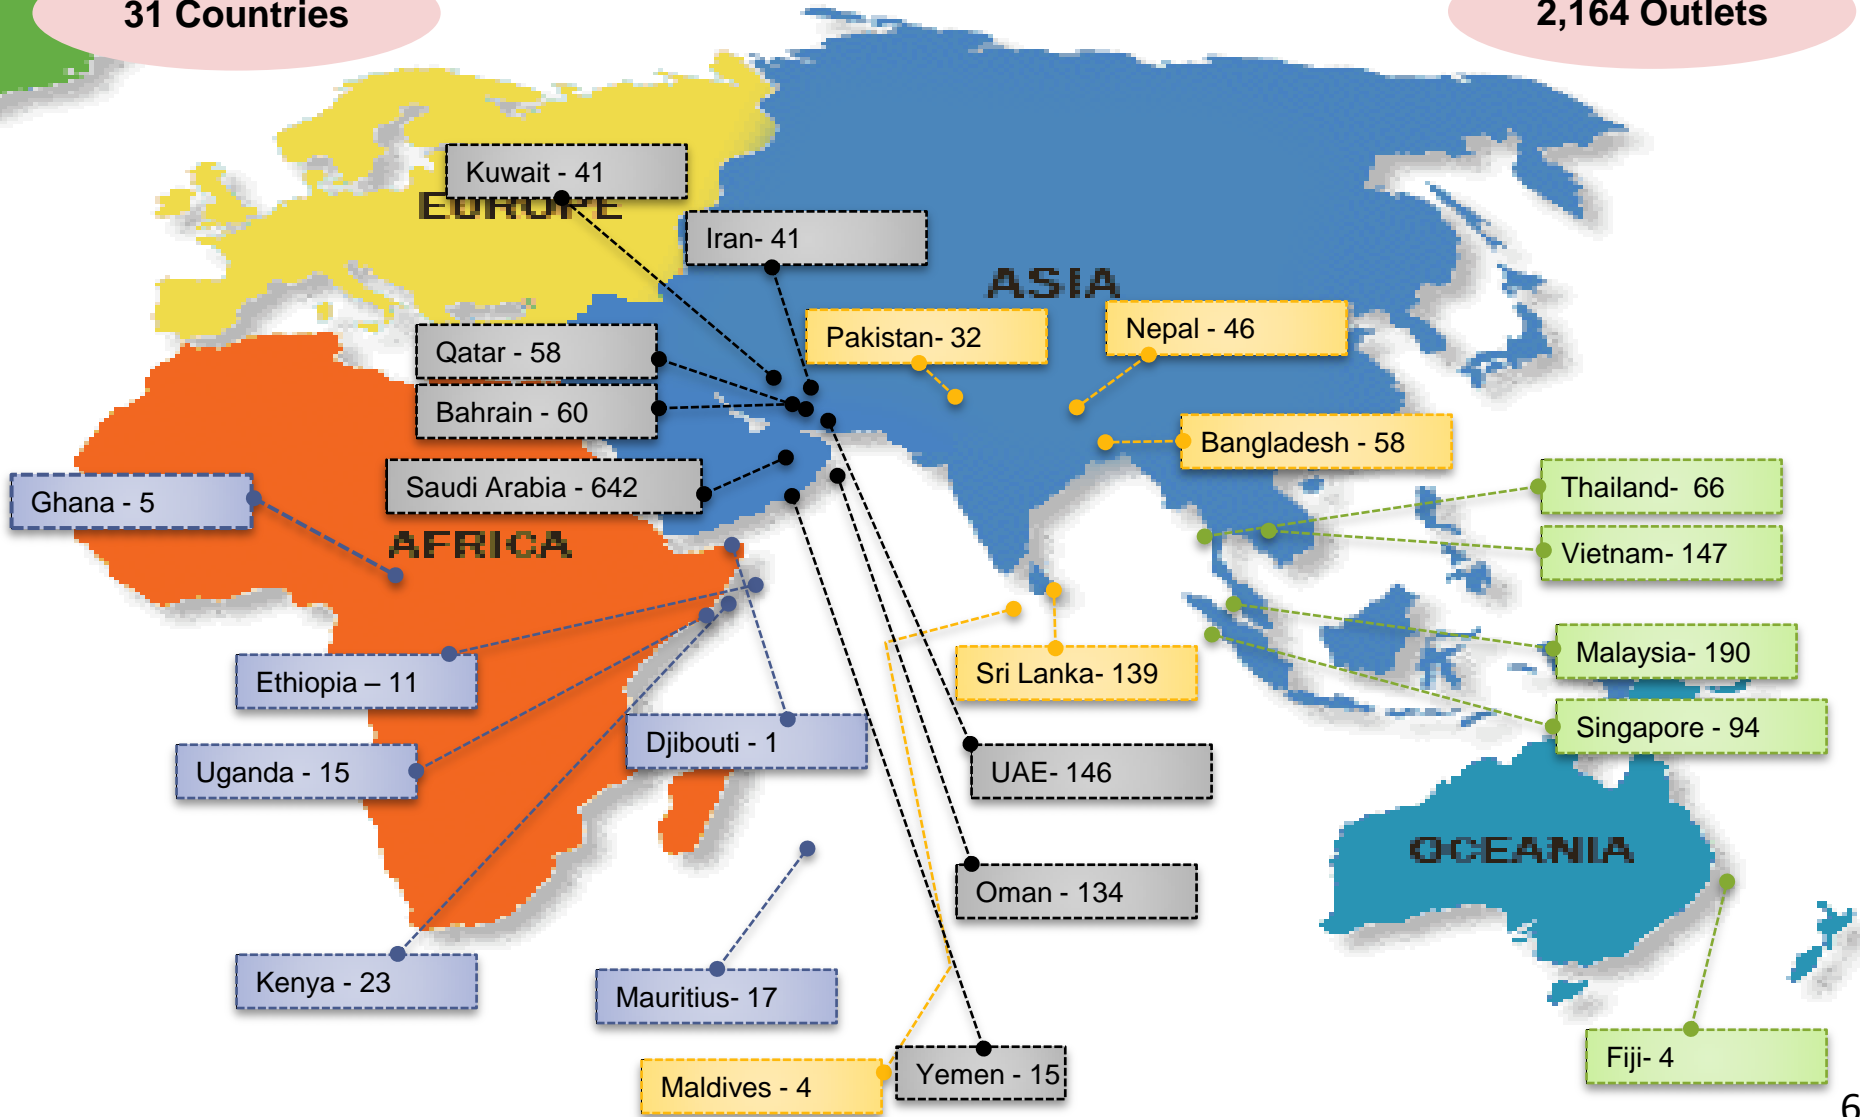 31 Countries
2,164 Outlets
Kuwait - 41
EUROPE
Iran- 41
ASIA
Pakistan- 32
Nepal - 46
Qatar - 58
Bahrain - 60
Bangladesh - 58
Saudi Arabia - 642
Ghana - 5
Thailand-  66
AFRICA
Vietnam- 147
Ethiopia – 11
Sri Lanka- 139
Malaysia- 190
Djibouti - 1
Singapore - 94
Uganda - 15
UAE- 146
OCEANIA
Oman - 134
Kenya - 23
Mauritius- 17
Maldives - 4
Yemen - 15
Fiji- 4
6